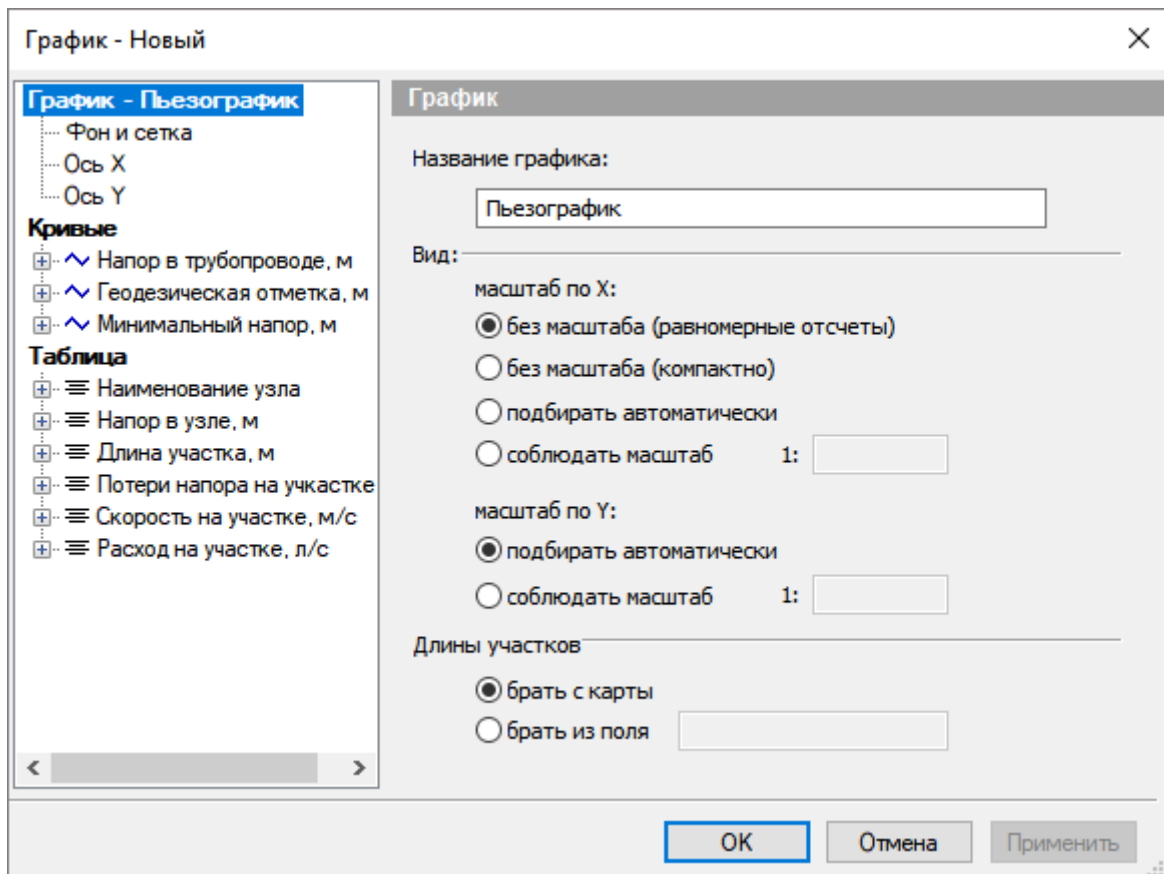 График - Новый
График - Пьезографик
Фон и сетка
Ось X
Ось Y
Кривые
Напор в трубопроводе, м
Геодезическая отметка, м
Минимальный напор, м
Таблица
Наименование узла
Напор в узле, м
Длина участка, м
Потери напора на учкастке
Скорость на участке, м/с
Расход на участке, л/с
График
Название графика:
Пьезографик
Вид:
масштаб по X:
без масштаба (равномерные отсчеты)
без масштаба (компактно)
подбирать автоматически
соблюдать масштаб 1:
масштаб по Y:
подбирать автоматически
соблюдать масштаб 1:
Длины участков
брать с карты
брать из поля
OK Отмена Применить